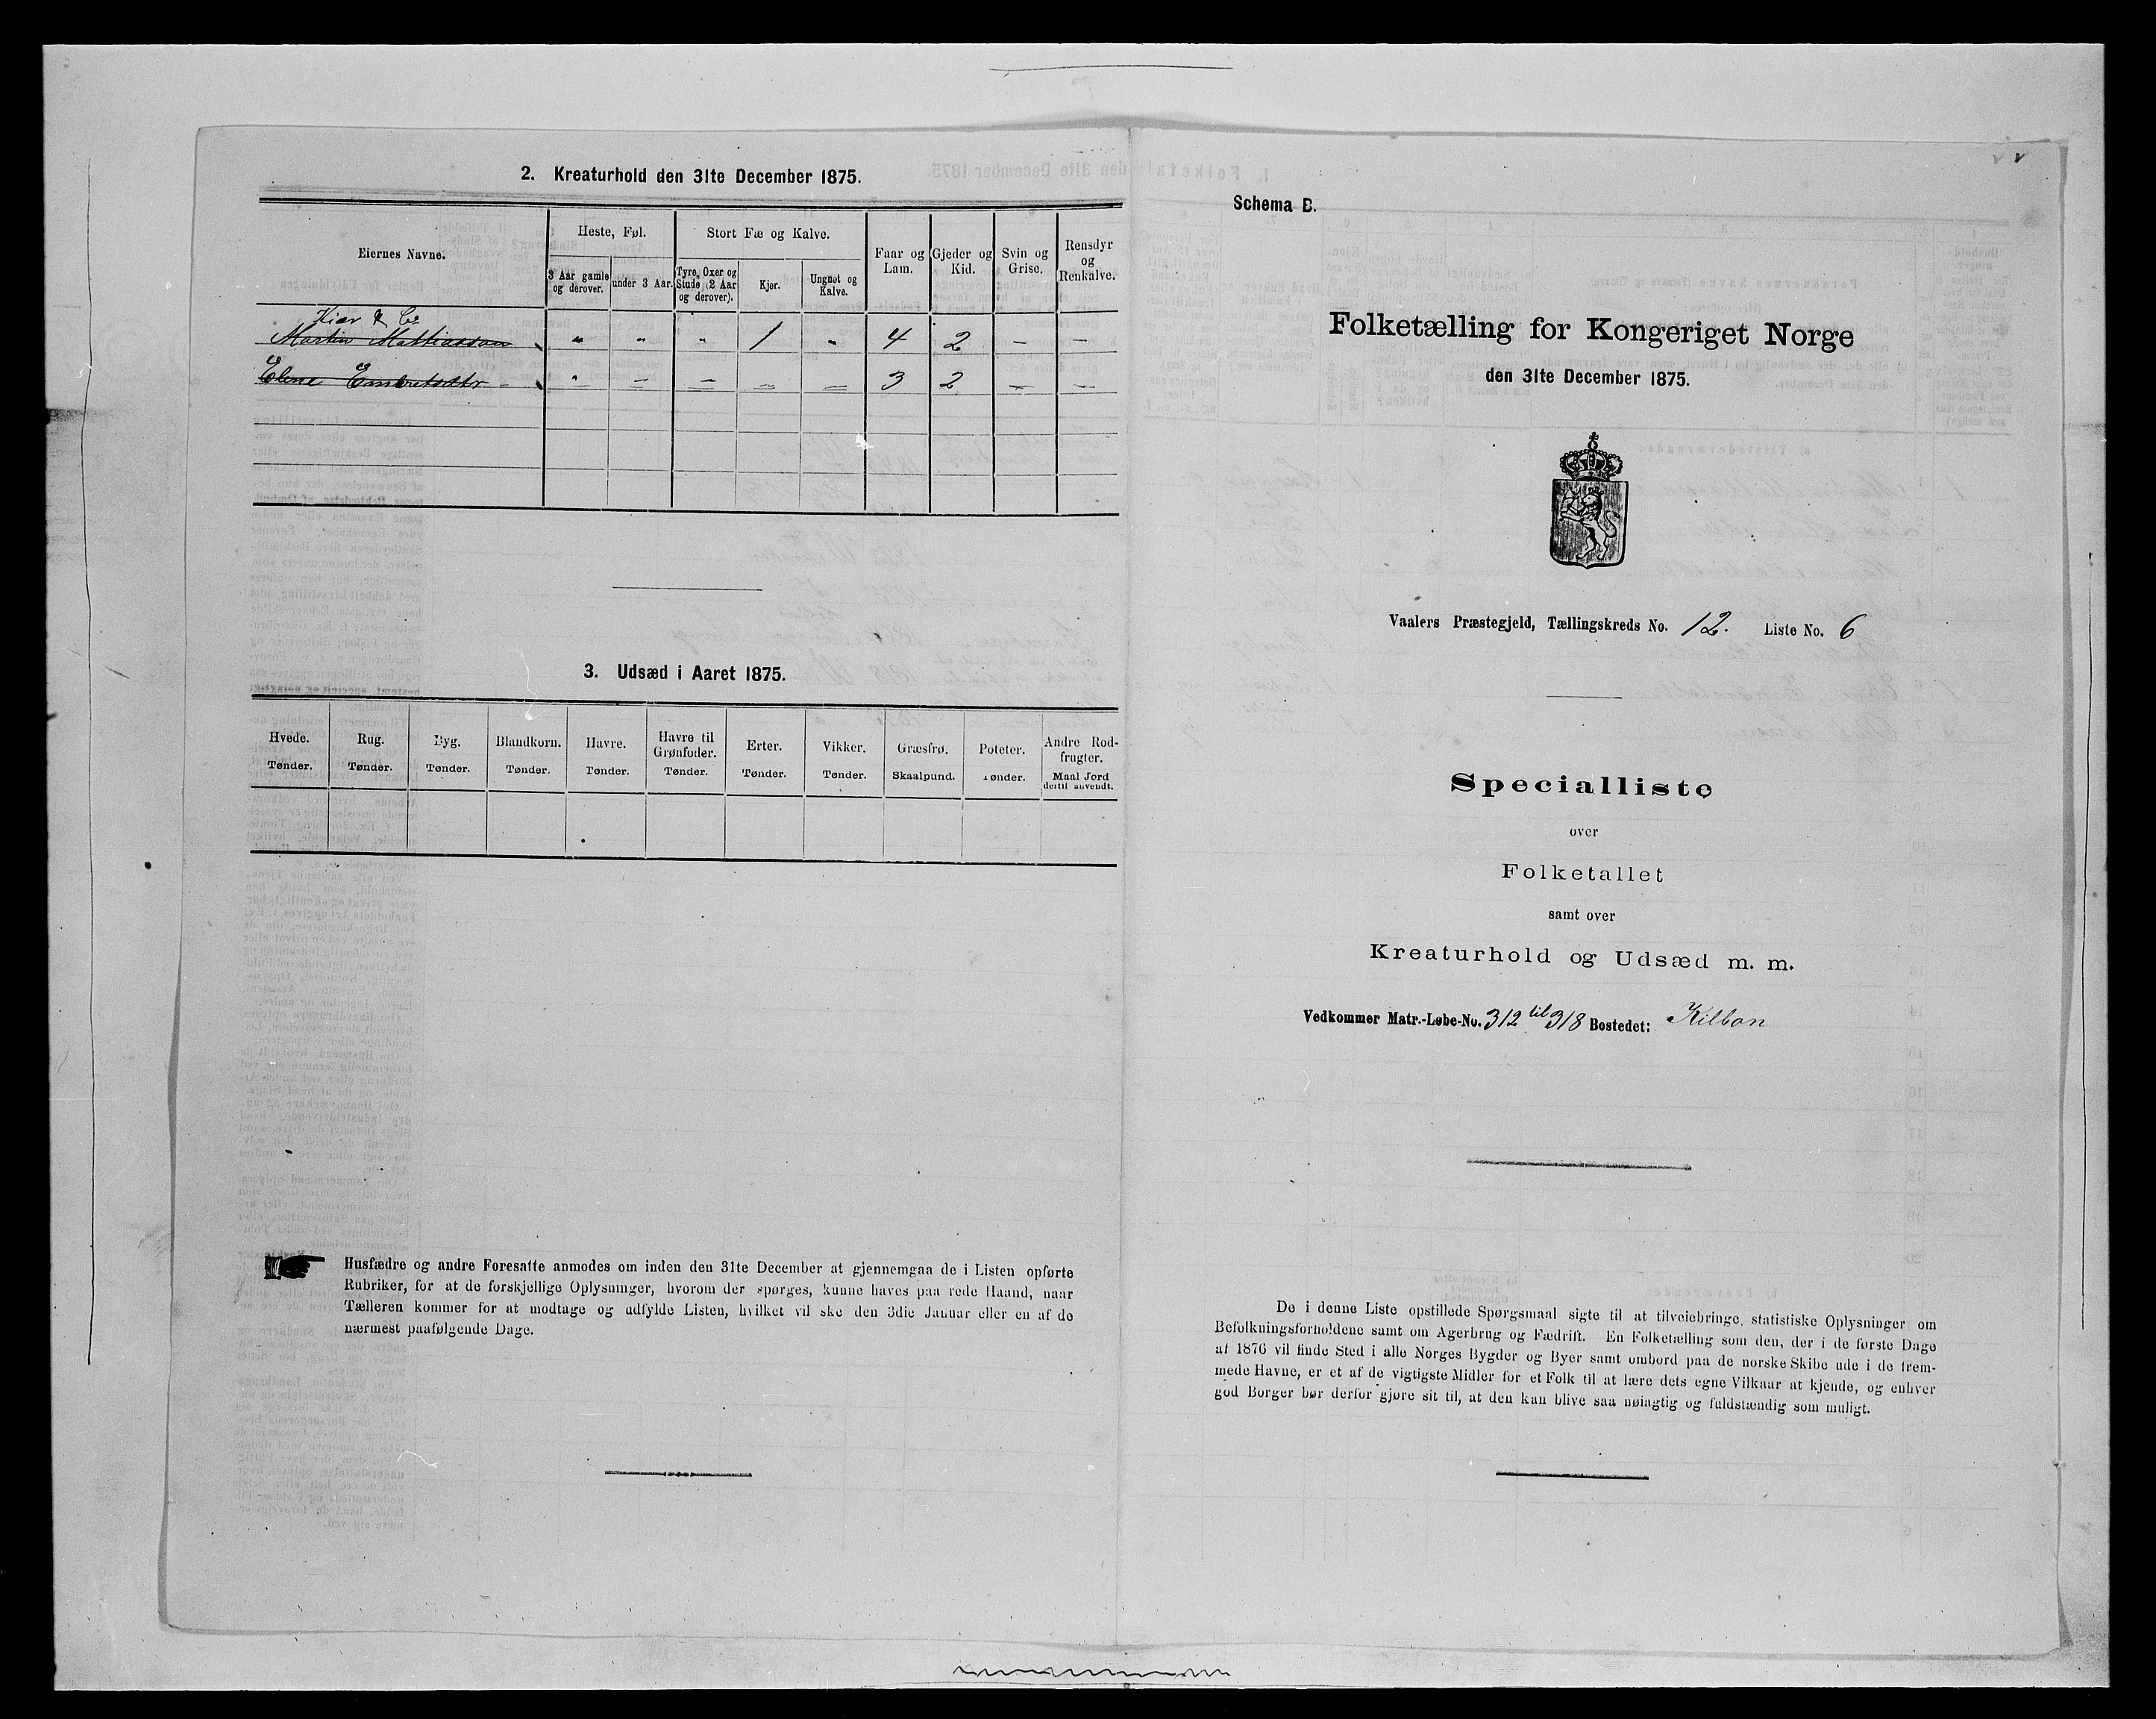 2. Kreaturhold den 31te December 1875.
Eiernes Navne.
Heste, Føl.
Stort Fæ og Kalve.
Faar og Lam.
Gjeder og Kid.
Svin og Grise.
Rensdyr og Renkalve.
3 Aar gamle og derover.
under 3 Aar.
Tyre, Oxer og Stude (2 Aar og derover).
Kjør.
Ungnøt og Kalve.
Kiær & Co
Martin Mathiassen " " " 1 " 4 2 – –
Elene Embretsdtr " – – – – 3 2 – –
3. Udsæd i Aaret 1875.
Hvede. Tønder.
Rug. Tønder.
Byg. Tønder.
Blandkorn. Tønder.
Havre. Tønder.
Havre til Grønfoder. Tønder.
Erter. Tønder.
Vikker. Tønder.
Græsfrø. Skaalpund.
Poteter. Tønder.
Andre Rodfrugter. Maal Jord dertil anvendt.
Husfædre og andre Foresatte anmodes om inden den 31te December at gjennemgaa de i Listen opførte
Rubriker, for at de forskjellige Oplysninger, hvorom der spørges, kunne haves paa rede Haand, naar
Tælleren kommer for at modtage og udfylde Listen, hvilket vil ske den 3die Januar eller en af de
nærmest paafølgende Dage.
Schema B.
Folketælling for Kongeriget Norge
den 31te December 1875.
Vaalers Præstegjeld, Tællingskreds No. 12. Liste No. 6
Specialliste
over
Folketallet
samt over
Kreaturhold og Udsæd m. m.
Vedkommer Matr.-Løbe-No. 312 til 318 Bostedet: Kilbon
De i denne Liste opstillede Spørgsmaal sigte til at tilveiebringe statistiske Oplysninger om
Befolkningsforholdene samt om Agerbrug og Fædrift. En Folketælling som den, der i de første Dage
af 1876 vil finde Sted i alle Norges Bygder og Byer samt ombord paa de norske Skibe ude i de frem-
mede Havne, er et af de vigtigste Midler for et Folk til at lære dets egne Vilkaar at kjende, og enhver
god Borger bør derfor gjøre sit til, at den kan blive saa nøiagtig og fuldstændig som muligt.